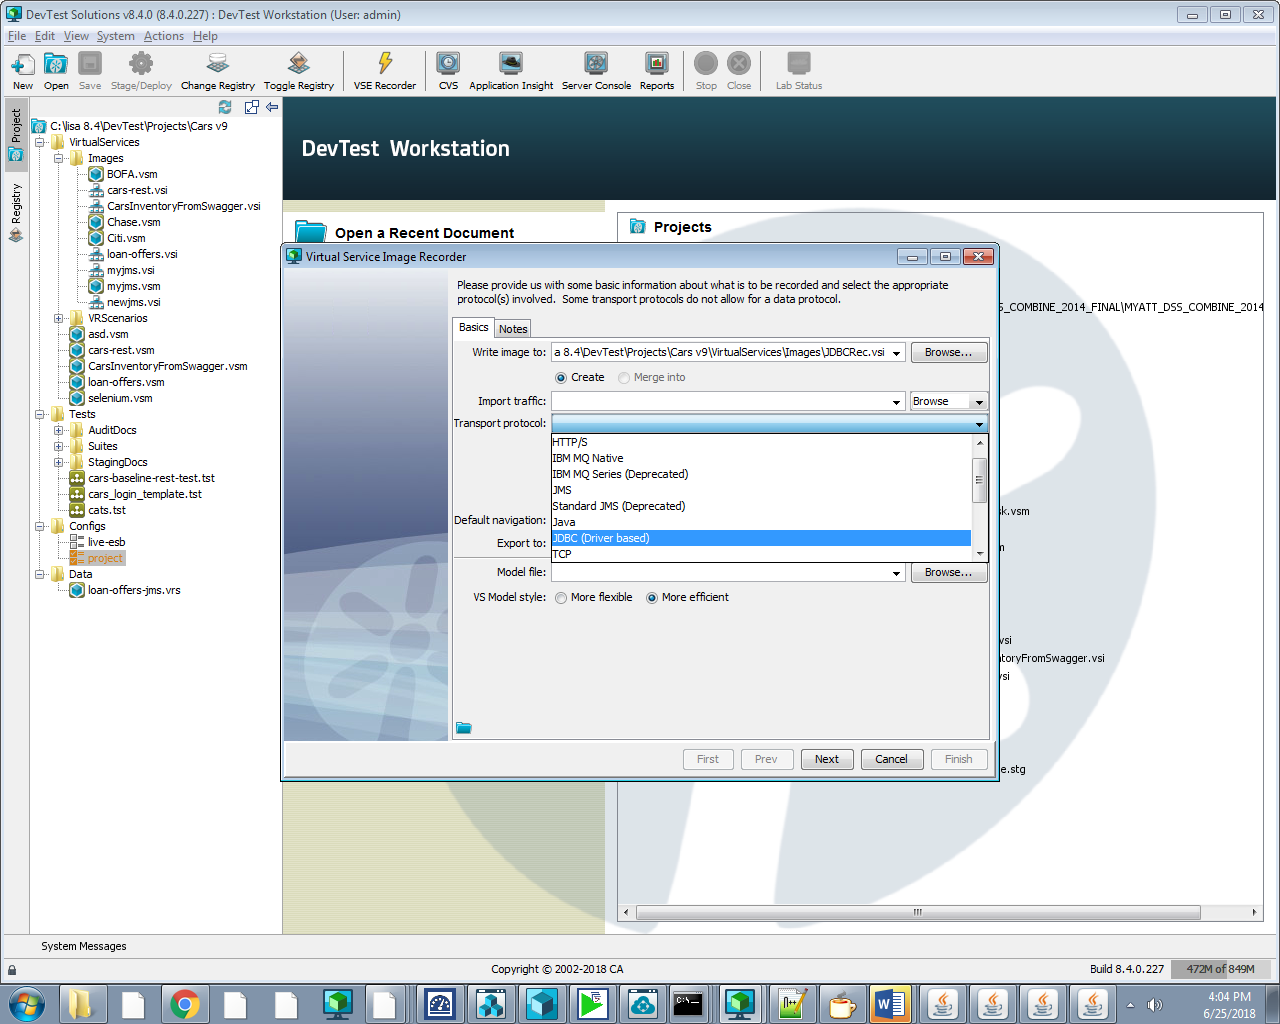 DevTest Solutions v8.4.0 (8.4.0.227) : DevTest Workstation (User: admin)
File Edit View System Actions Help
New Open Save Stage/Deploy Change Registry Toggle Registry VSE Recorder CVS Application Insight Server Console Reports Stop Close Lab Status
Project
Registry
C:\lisa 8.4\DevTest\Projects\Cars v9
VirtualServices
Images
BOFA.vsm
cars-rest.vsi
CarsInventoryFromSwagger.vsi
Chase.vsm
Citi.vsm
loan-offers.vsi
myjms.vsi
myjms.vsm
newjms.vsi
VRScenarios
asd.vsm
cars-rest.vsm
CarsInventoryFromSwagger.vsm
loan-offers.vsm
selenium.vsm
Tests
AuditDocs
Suites
StagingDocs
cars-baseline-rest-test.tst
cars_login_template.tst
cats.tst
Configs
live-esb
project
Data
loan-offers-jms.vrs
DevTest Workstation
Open a Recent Document
Projects
S_COMBINE_2014_FINAL\MYATT_DSS_COMBINE_2014
sk.vsm
m
vsi
toryFromSwagger.vsi
vsi
e.stg
Virtual Service Image Recorder
Please provide us with some basic information about what is to be recorded and select the appropriate
protocol(s) involved. Some transport protocols do not allow for a data protocol.
Basics Notes
Write image to: a 8.4\DevTest\Projects\Cars v9\VirtualServices\Images\JDBCRec.vsi Browse...
Create Merge into
Import traffic: Browse
Transport protocol:
HTTP/S
IBM MQ Native
IBM MQ Series (Deprecated)
JMS
Standard JMS (Deprecated)
Java
JDBC (Driver based)
TCP
Default navigation:
Export to:
Model file: Browse...
VS Model style: More flexible More efficient
First Prev Next Cancel Finish
System Messages
Copyright © 2002-2018 CA
Build 8.4.0.227 472M of 849M
4:04 PM
6/25/2018